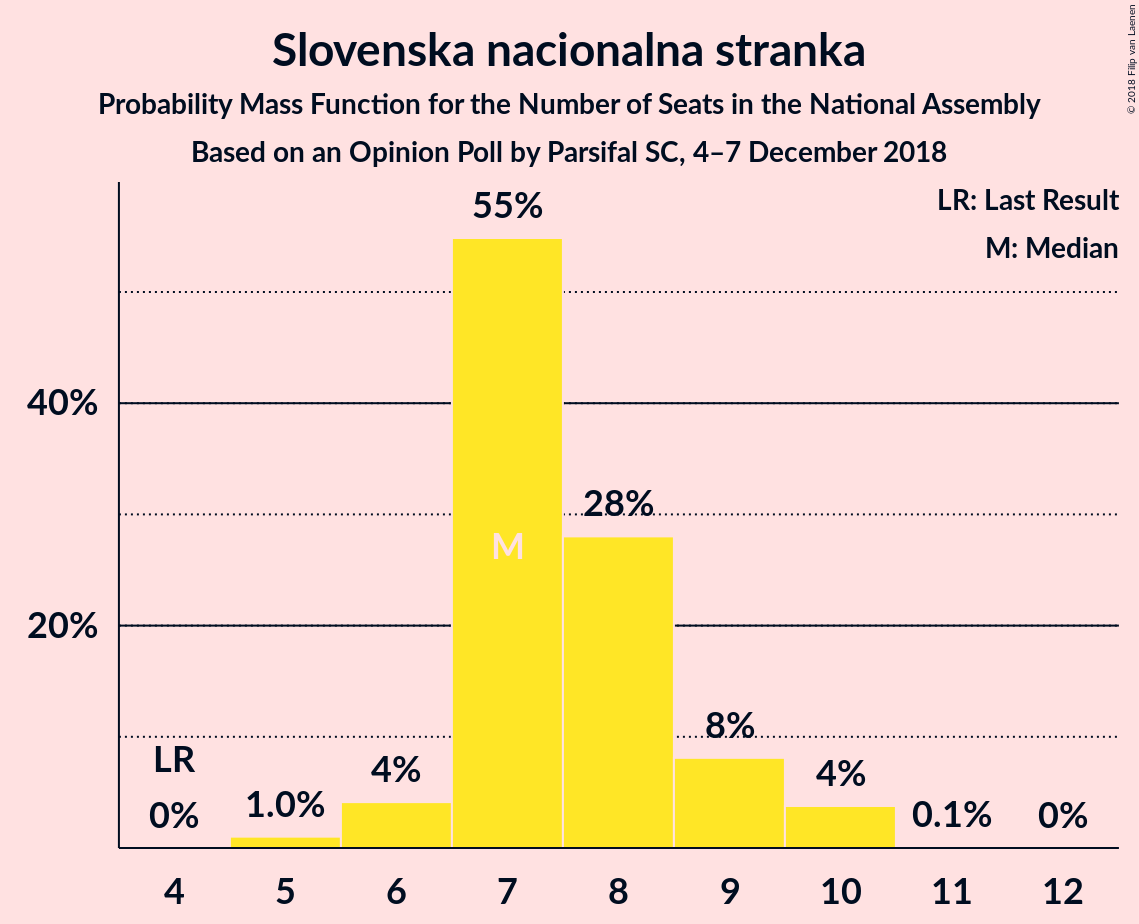 Slovenska nacionalna stranka
Probability Mass Function for the Number of Seats in the National Assembly
Based on an Opinion Poll by Parsifal SC, 4–7 December 2018
© 2018 Filip van Laenen
LR: Last Result
M: Median
55%
40%
28%
M
20%
8%
LR
4%
4%
1.0%
0%
0.1%
0%
4 5 6 7 8 9 10 11 12